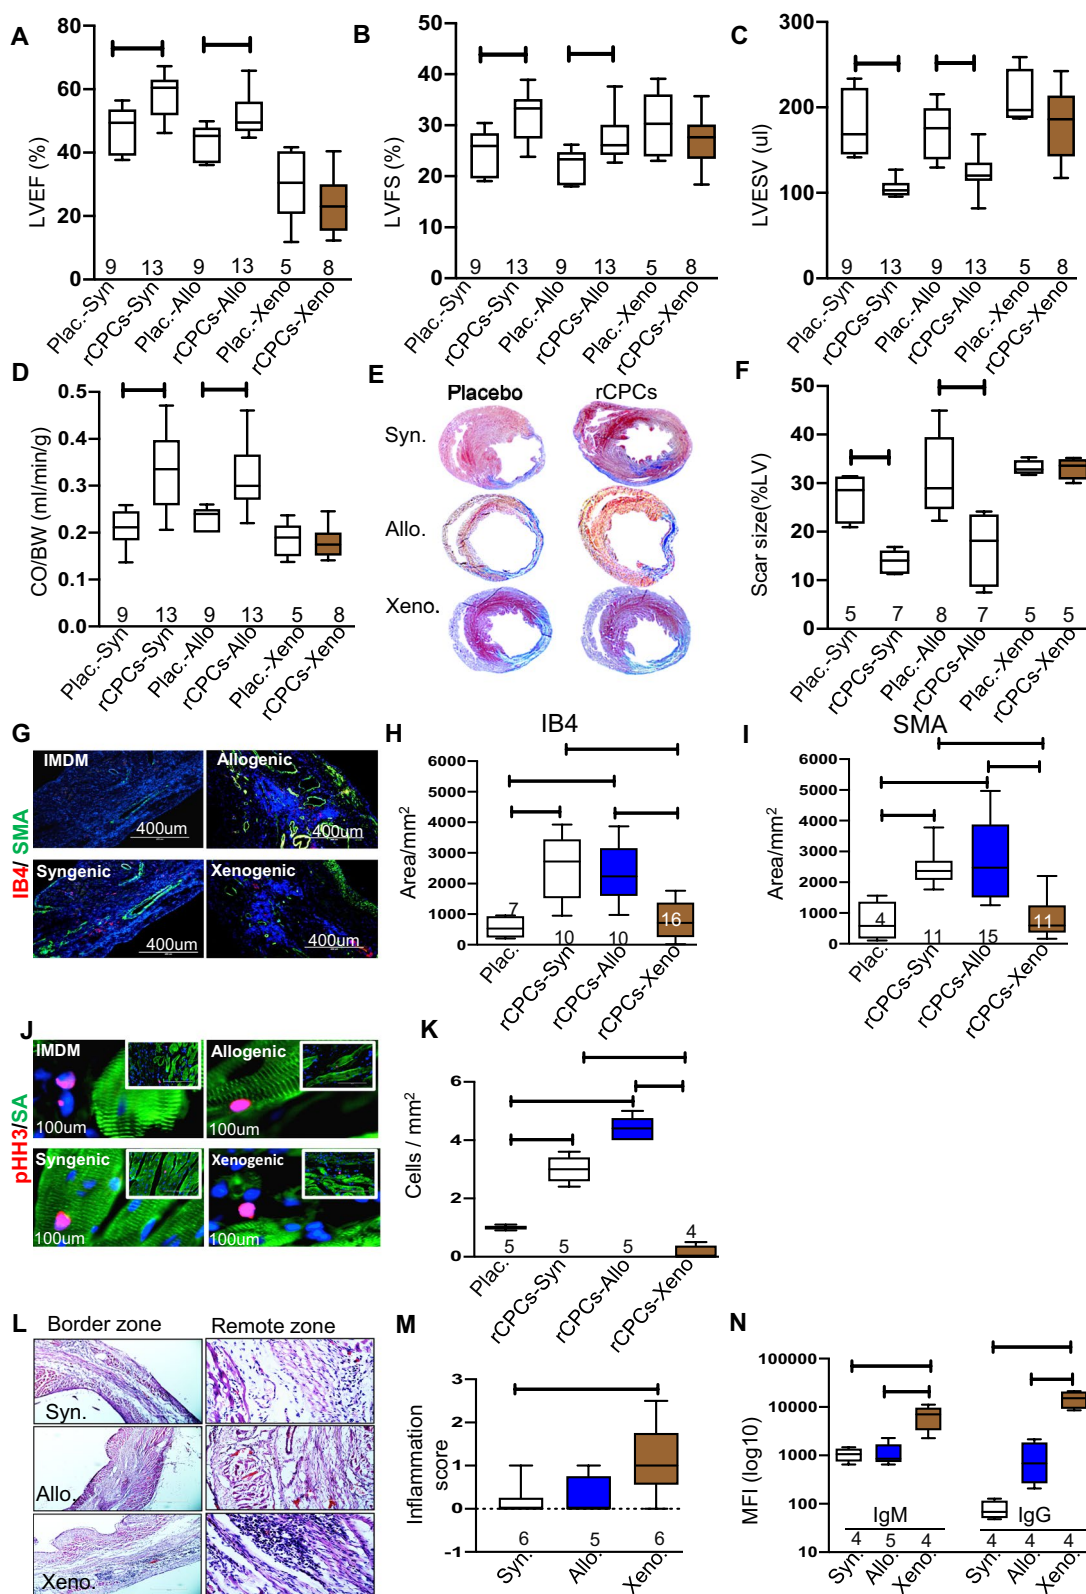 A
LVEF (%)
80
60
40
20
0
9 13 9 13 5 8
Plac.-Syn
rCPCs-Syn
Plac.-Allo
rCPCs-Allo
Plac.-Xeno
rCPCs-Xeno
B
LVFS (%)
50
40
30
20
10
0
9 13 9 13 5 8
Plac.-Syn
rCPCs-Syn
Plac.-Allo
rCPCs-Allo
Plac.-Xeno
rCPCs-Xeno
C
LVESV (ul)
300
200
100
0
9 13 9 13 5 8
Plac.-Syn
rCPCs-Syn
Plac.-Allo
rCPCs-Allo
Plac.-Xeno
rCPCs-Xeno
D
CO/BW (ml/min/g)
0.5
0.4
0.3
0.2
0.1
0.0
9 13 9 13 5 8
Plac.-Syn
rCPCs-Syn
Plac.-Allo
rCPCs-Allo
Plac.-Xeno
rCPCs-Xeno
E
Placebo rCPCs
Syn.
Allo.
Xeno.
F
Scar size(%LV)
50
40
30
20
10
0
5 7 8 7 5 5
Plac.-Syn
rCPCs-Syn
Plac.-Allo
rCPCs-Allo
Plac.-Xeno
rCPCs-Xeno
G
IB4/ SMA
IMDM
400um
Allogenic
400um
Syngenic
400um
Xenogenic
400um
H
IB4
Area/mm²
6000
5000
4000
3000
2000
1000
0
7 10 10 16
Plac.
rCPCs-Syn
rCPCs-Allo
rCPCs-Xeno
I
SMA
Area/mm²
6000
5000
4000
3000
2000
1000
0
4 11 15 11
Plac.
rCPCs-Syn
rCPCs-Allo
rCPCs-Xeno
J
pHH3/SA
IMDM
100um
Allogenic
100um
Syngenic
100um
Xenogenic
100um
K
Cells / mm²
6
4
2
0
5 5 5 4
Plac.
rCPCs-Syn
rCPCs-Allo
rCPCs-Xeno
L
Border zone Remote zone
Syn.
Allo.
Xeno.
M
Inflammation
score
3
2
1
0
-1
6 5 6
Syn.
Allo.
Xeno.
N
MFI (log10)
100000
10000
1000
100
10
IgM IgG
4 5 4 4 4 4
Syn.
Allo.
Xeno.
Syn.
Allo.
Xeno.